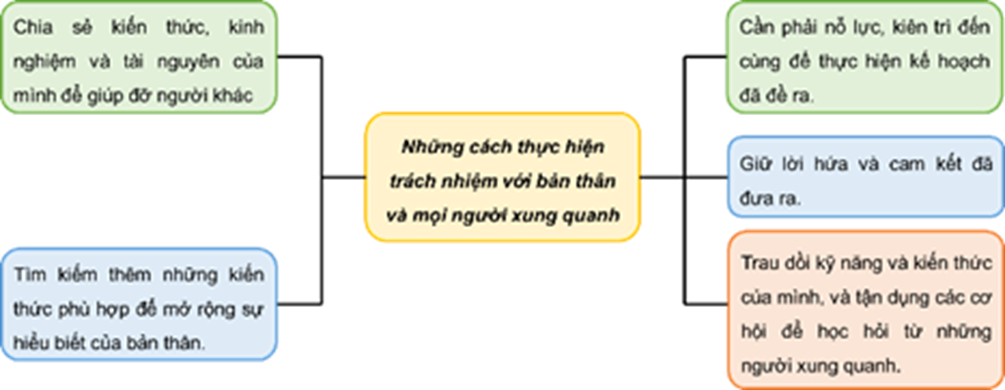 Chia sẻ kiến thức, kinh
nghiệm và tài nguyên của
mình để giúp đỡ người khác
Tìm kiếm thêm những kiến
thức phù hợp để mở rộng sự
hiểu biết của bản thân.
Những cách thực hiện
trách nhiệm với bản thân
và mọi người xung quanh
Cần phải nỗ lực, kiên trì đến
cùng để thực hiện kế hoạch
đã đề ra.
Giữ lời hứa và cam kết đã
đưa ra.
Trau dồi kỹ năng và kiến thức
của mình, và tận dụng các cơ
hội để học hỏi từ những
người xung quanh.